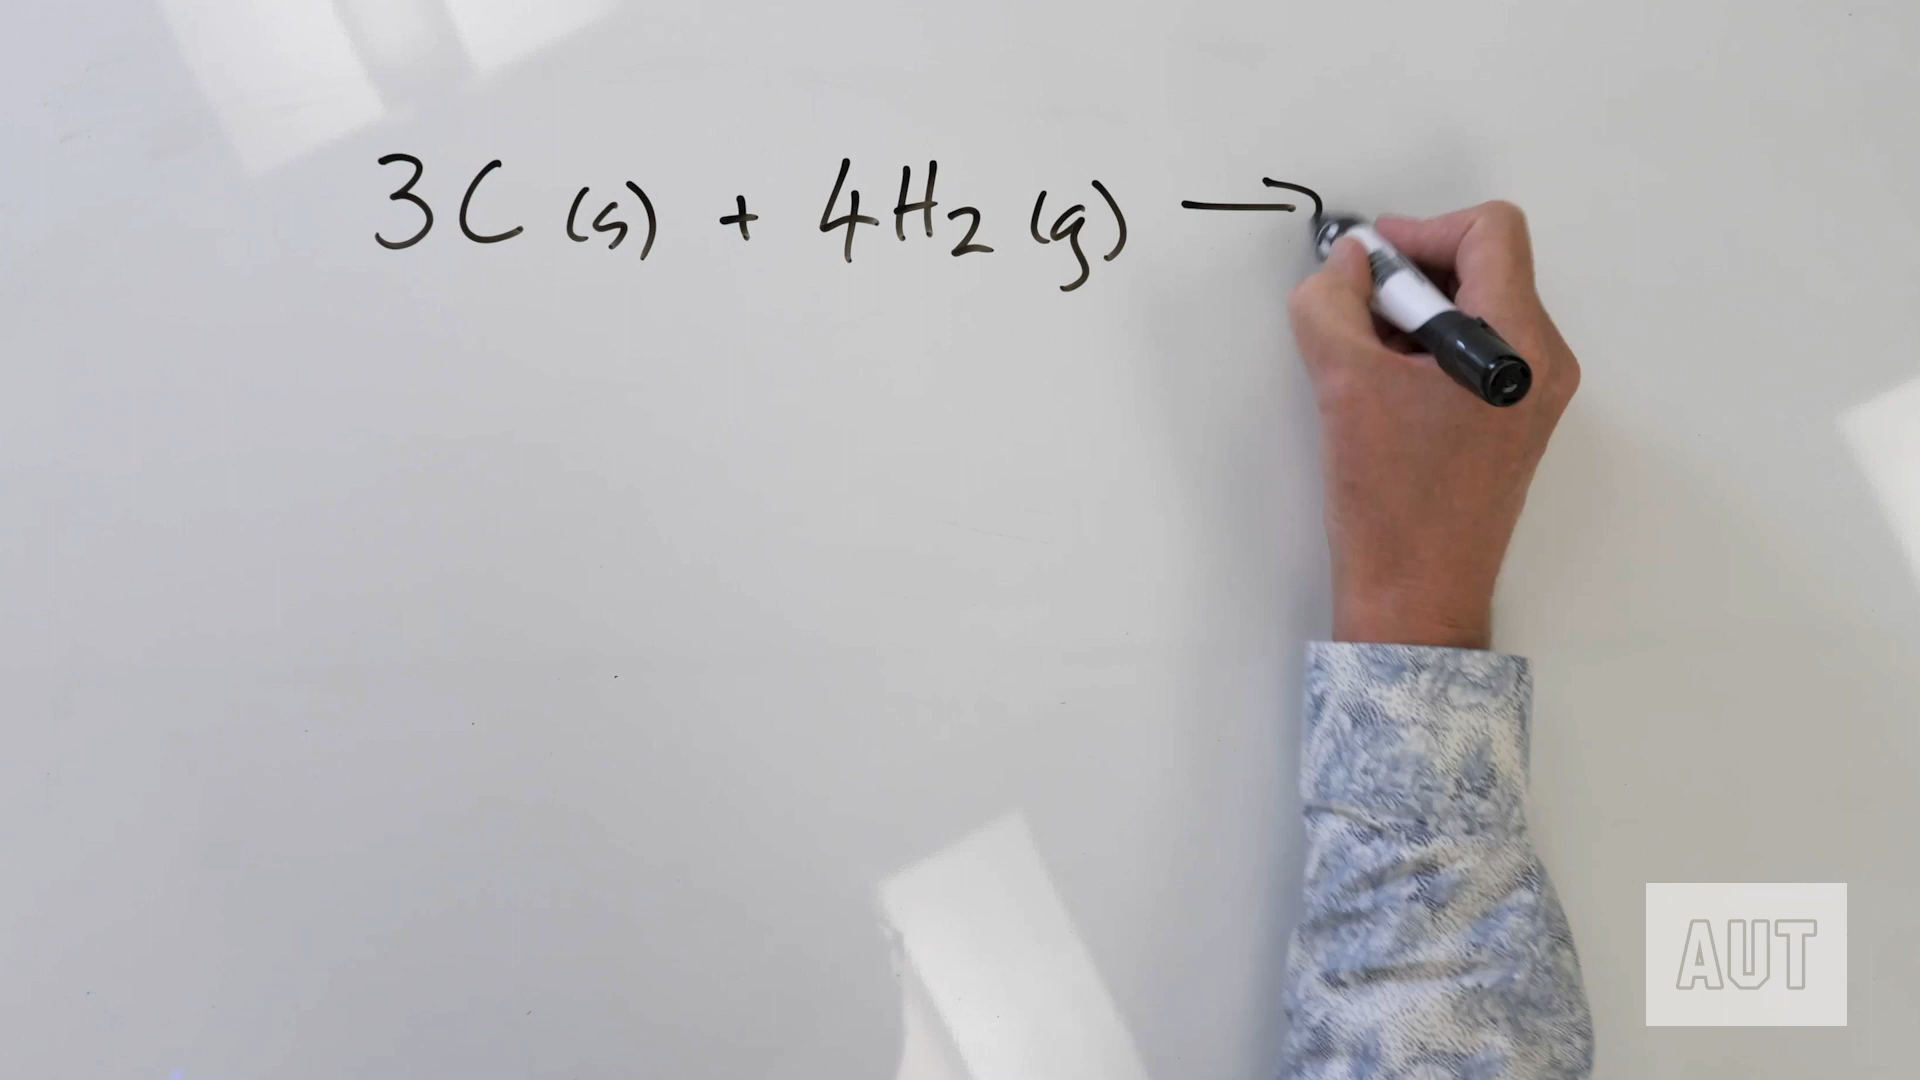 3C (s) + 4H₂ (g) →
AUT